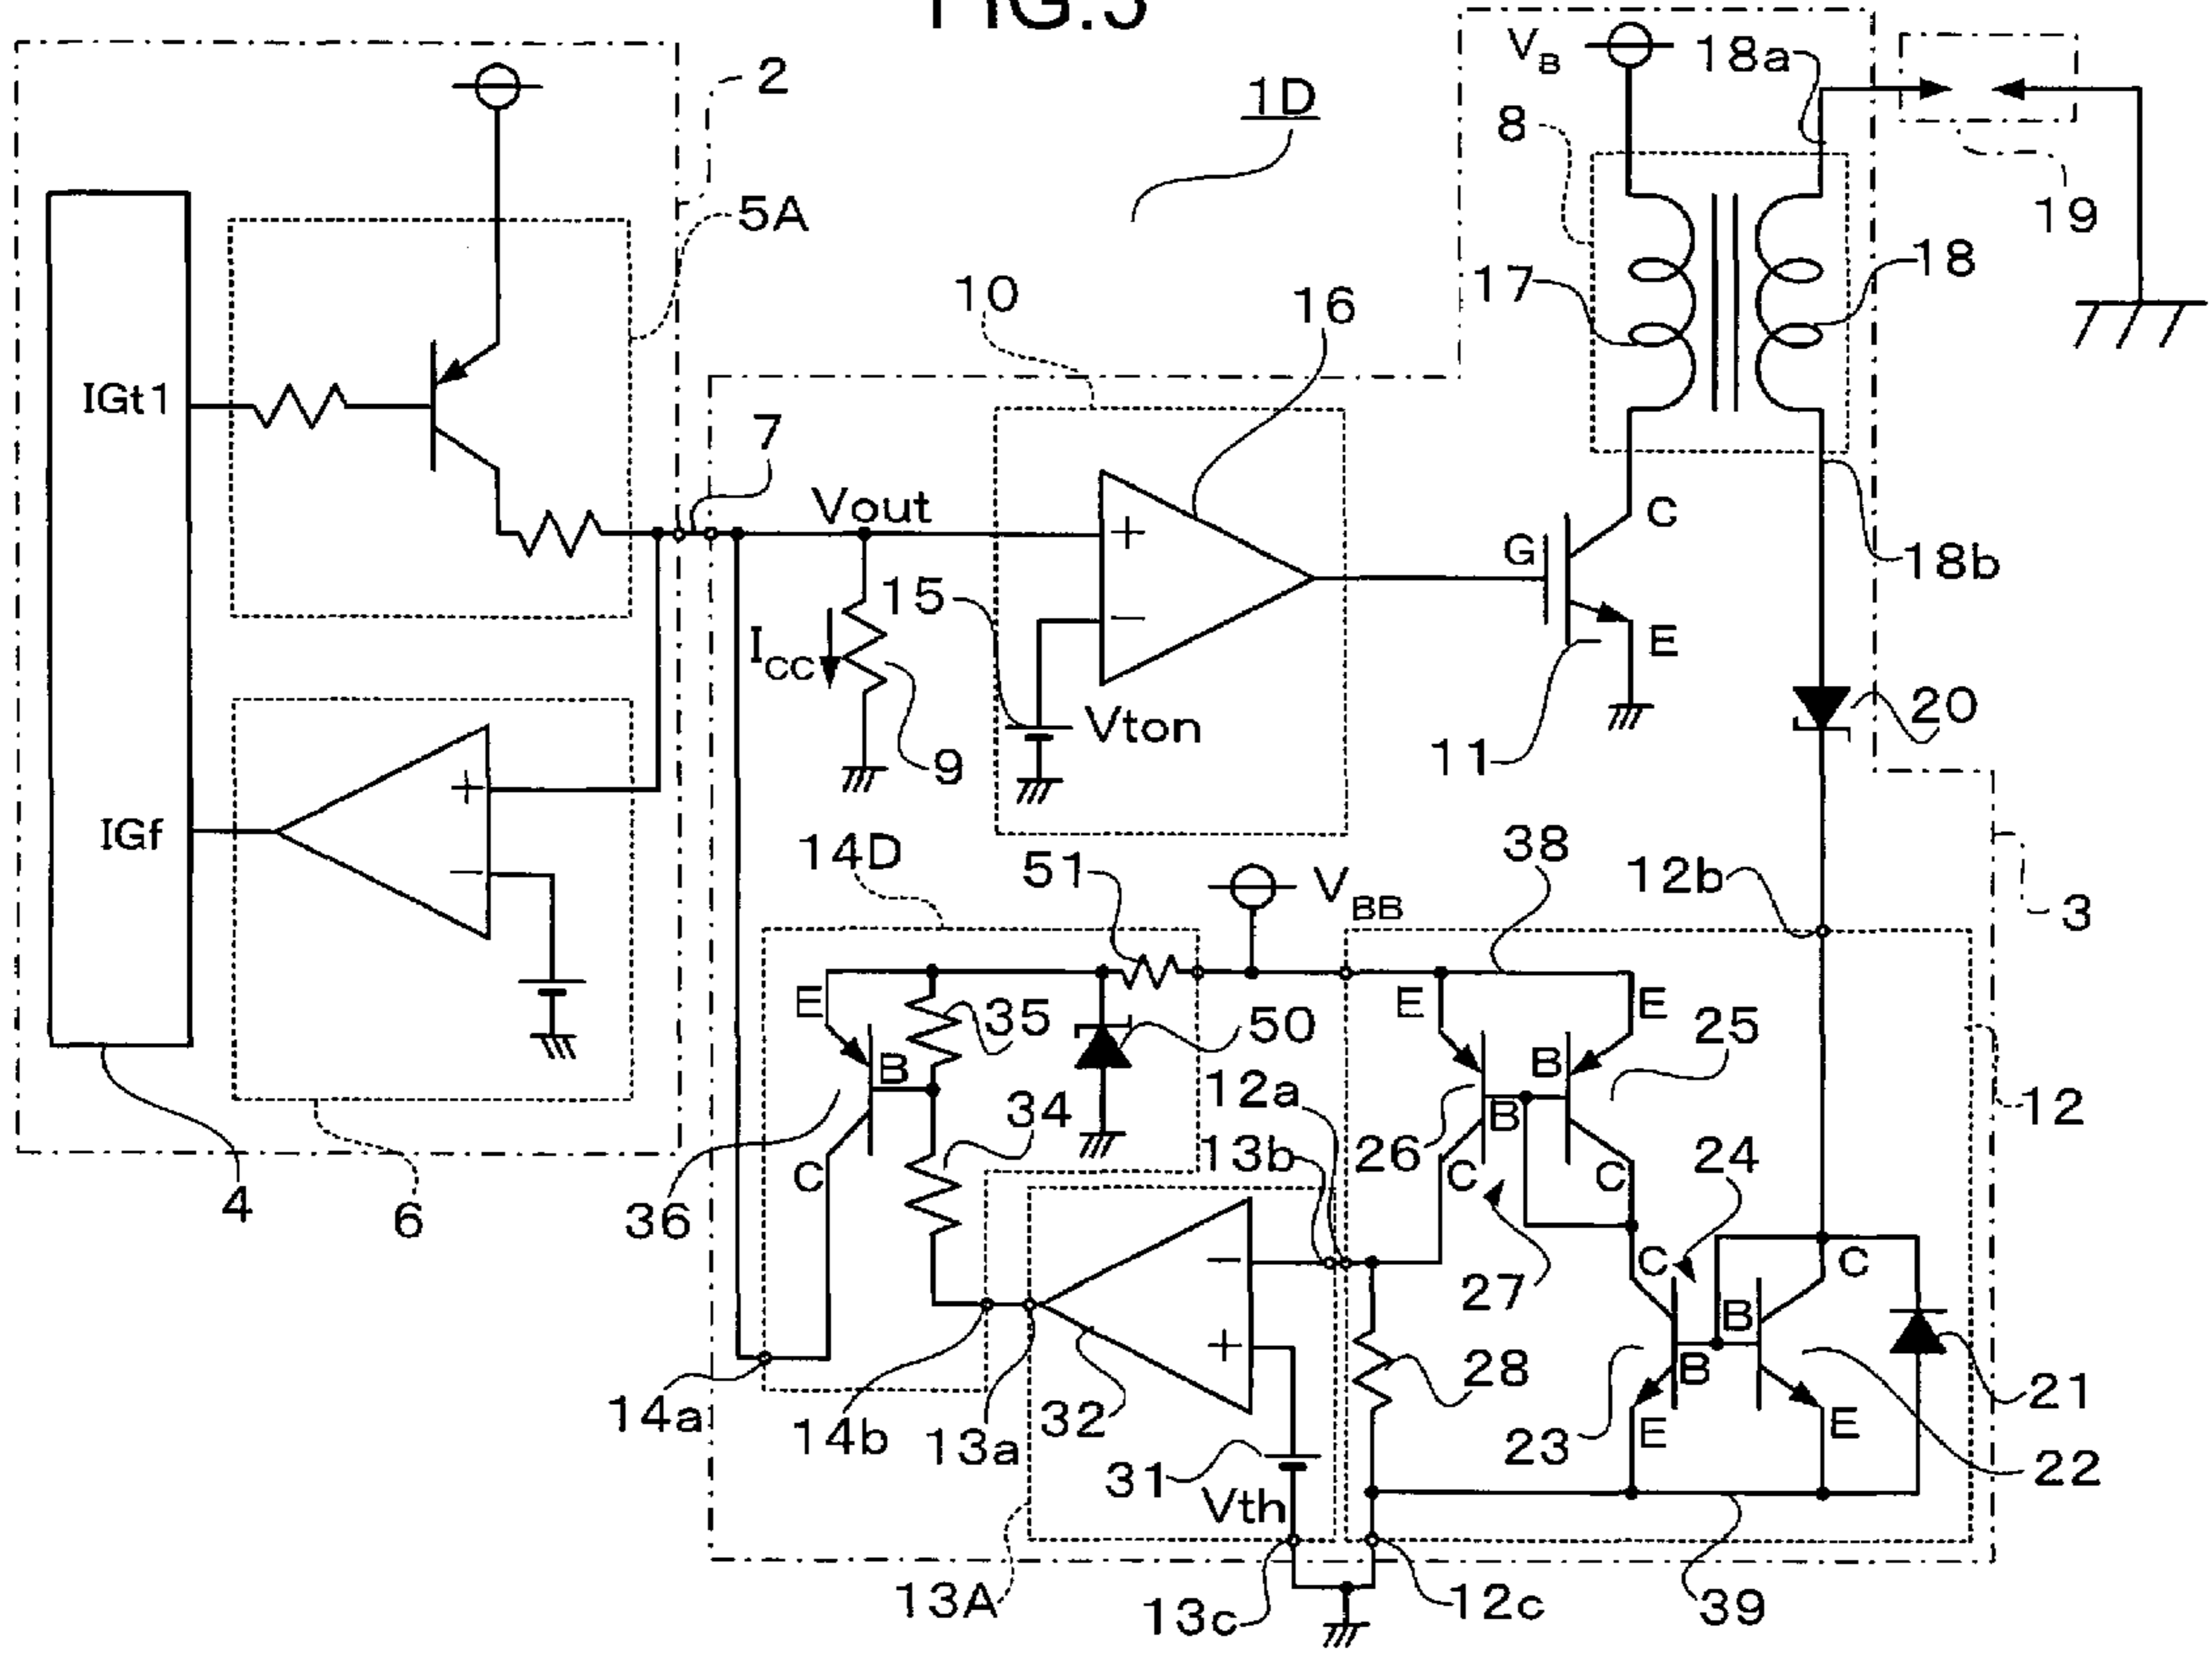 FIG.5
V_B
18a
2
1D
8
5A
19
10
16
17
18
IGt1
7
Vout
C
G
18b
+
15
−
I_CC
E
Vton
20
9
11
+
IGf
14D
38
51
V_BB
12b
3
−
E
35
E
E
50
25
B
12a
B
34
26
B
12
13b
24
C
C
C
4
6
36
−
27
C
C
+
B
28
B
21
14a
14b
13a
32
23
E
E
31
22
Vth
13A
13c
12c
39